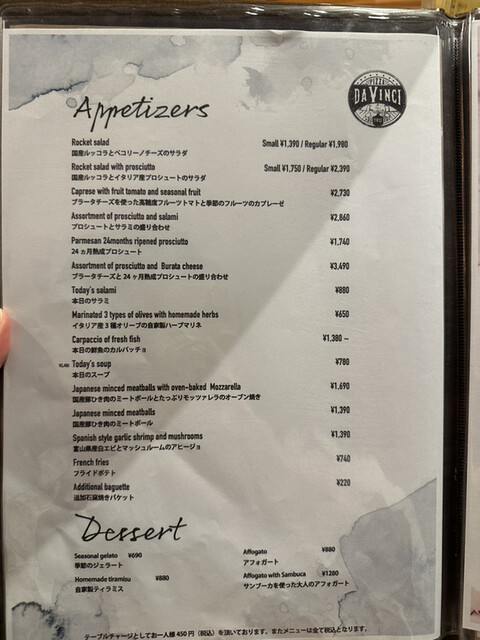 PIZZA
DAVINCI
Appetizers
Rocket salad Small ¥1,390 / Regular ¥1,980
国産ルッコラとペコリーノチーズのサラダ
Rocket salad with prosciutto Small ¥1,750 / Regular ¥2,390
国産ルッコラとイタリア産プロシュートのサラダ
Caprese with fruit tomato and seasonal fruit ¥2,730
ブラータチーズを使った高糖度フルーツトマトと季節のフルーツのカプレーゼ
Assortment of prosciutto and salami ¥2,860
プロシュートとサラミの盛り合わせ
Parmesan 24months ripened prosciutto ¥1,740
24ヵ月熟成プロシュート
Assortment of prosciutto and Burata cheese ¥3,490
ブラータチーズと24ヶ月熟成プロシュートの盛り合わせ
Today's salami ¥880
本日のサラミ
Marinated 3 types of olives with homemade herbs ¥650
イタリア産3種オリーブの自家製ハーブマリネ
Carpaccio of fresh fish ¥1,380 –
本日の鮮魚のカルパッチョ
Today's soup ¥780
本日のスープ
Japanese minced meatballs with oven-baked Mozzarella ¥1,690
国産豚ひき肉のミートボールとたっぷりモッツァレラのオーブン焼き
Japanese minced meatballs ¥1,390
国産豚ひき肉のミートボール
Spanish style garlic shrimp and mushrooms ¥1,390
富山県産白エビとマッシュルームのアヒージョ
French fries ¥740
フライドポテト
Additional baguette ¥220
追加石窯焼きバケット
Dessert
Seasonal gelato ¥690
季節のジェラート
Homemade tiramisu ¥880
自家製ティラミス
Affogato ¥880
アフォガート
Affogato with Sambuca ¥1280
サンブーカを使った大人のアフォガート
テーブルチャージとしてお一人様450円（税込）を頂いております。またメニューは全て税込となります。